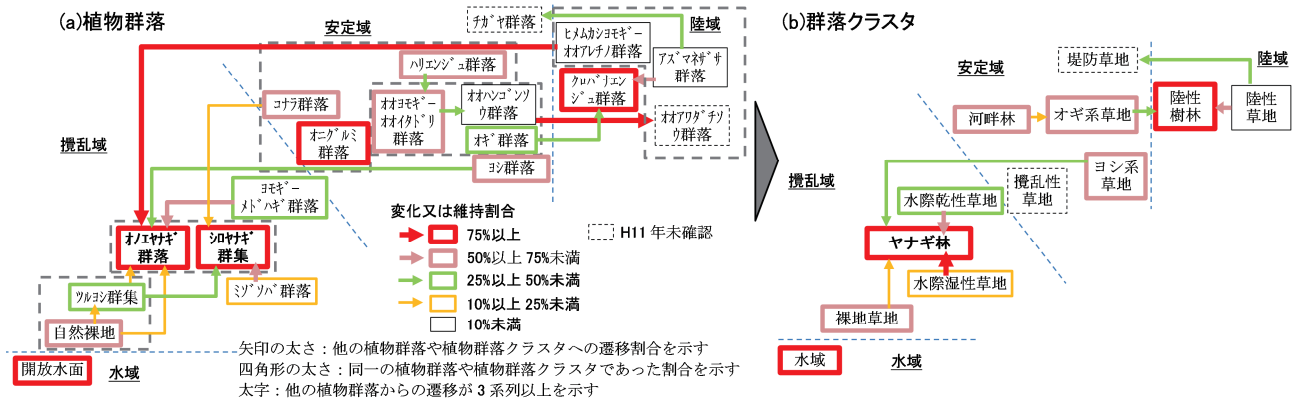 (a)植物群落
安定域
陸域
攪乱域
水域
ﾁｶﾞﾔ群落
ﾋﾒﾑｶｼﾖﾓｷﾞｰ
ｵｵｱﾚﾁﾉ群落
ｱｽﾞﾏﾈｻﾞｻ
群落
ﾊﾘｴﾝｼﾞｭ群落
ｸﾛﾊﾞﾘｴﾝ
ｼﾞｭ群落
ｺﾅﾗ群落
ｵｵﾖﾓｷﾞｰ
ｵｵｲﾀﾄﾞﾘ
群落
ｵｵﾊﾝｺﾞﾝｿ
ｳ群落
ｵｵｱﾜﾀﾞﾁｿ
ｳ群落
ｵﾆｸﾞﾙﾐ
群落
ｵｷﾞ群落
ﾖｼ群落
ﾖﾓｷﾞｰ
ﾒﾄﾞﾊｷﾞ群落
ｵﾉｴﾔﾅｷﾞ
群落
ｼﾛﾔﾅｷﾞ
群集
ﾂﾙﾖｼ群集
ﾐｿﾞｿﾊﾞ群落
自然裸地
開放水面
変化又は維持割合
75%以上
50%以上 75%未満
25%以上 50%未満
10%以上 25%未満
10%未満
H11 年未確認
矢印の太さ：他の植物群落や植物群落クラスタへの遷移割合を示す
四角形の太さ：同一の植物群落や植物群落クラスタであった割合を示す
太字：他の植物群落からの遷移が 3 系列以上を示す
(b)群落クラスタ
安定域
陸域
攪乱域
水域
堤防草地
河畔林
オギ系草地
陸性
樹林
陸性
草地
ヨシ系
草地
攪乱性
草地
水際乾性草地
ヤナギ林
水際湿性草地
裸地草地
水域